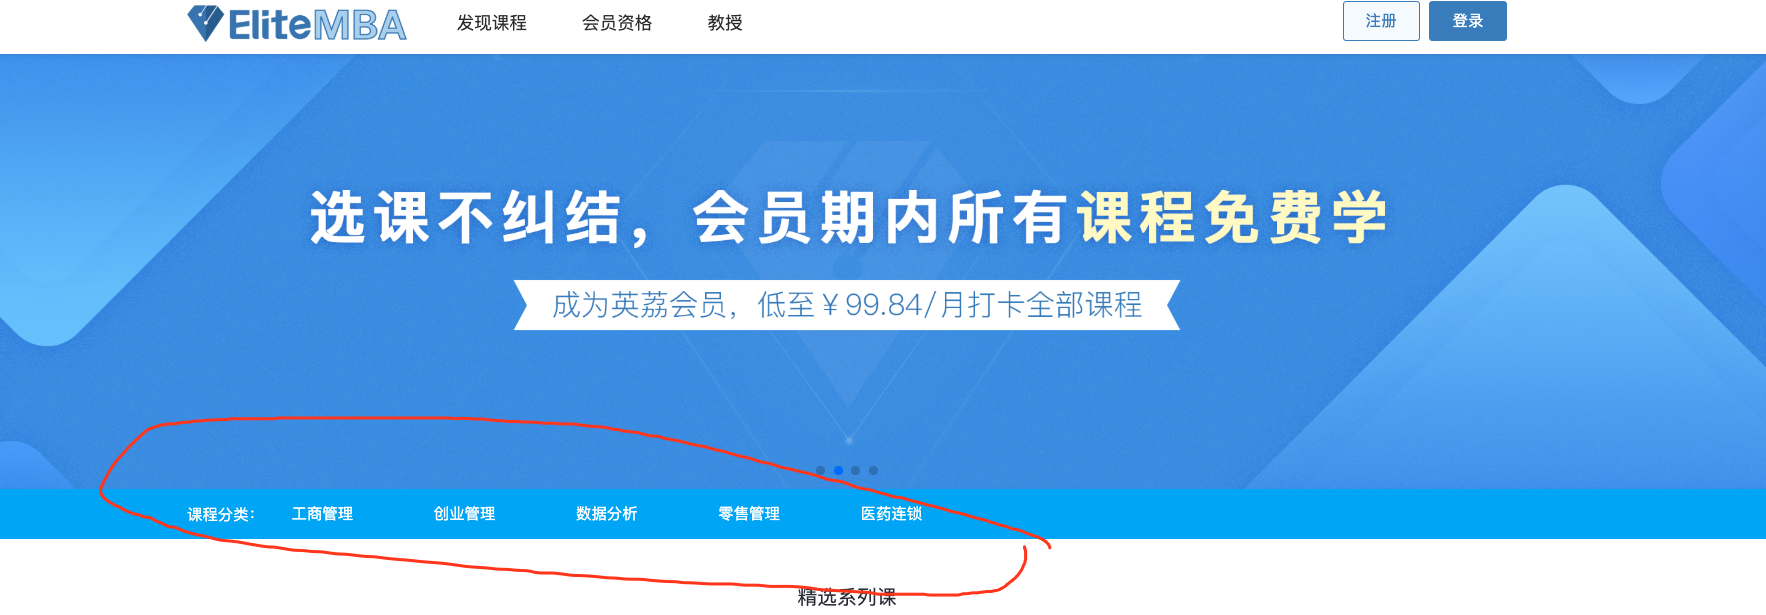 EliteMBA 发现课程 会员资格 教授 注册 登录
选课不纠结，会员期内所有课程免费学
成为英荔会员，低至￥99.84/月打卡全部课程
课程分类： 工商管理 创业管理 数据分析 零售管理 医药连锁
精选系列课